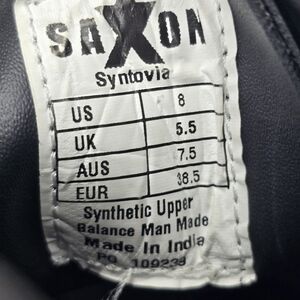 SAXON
Syntovia
US 8
UK 5.5
AUS 7.5
EUR 38.5
Synthetic Upper
Balance Man Made
Made In India
PO 109238